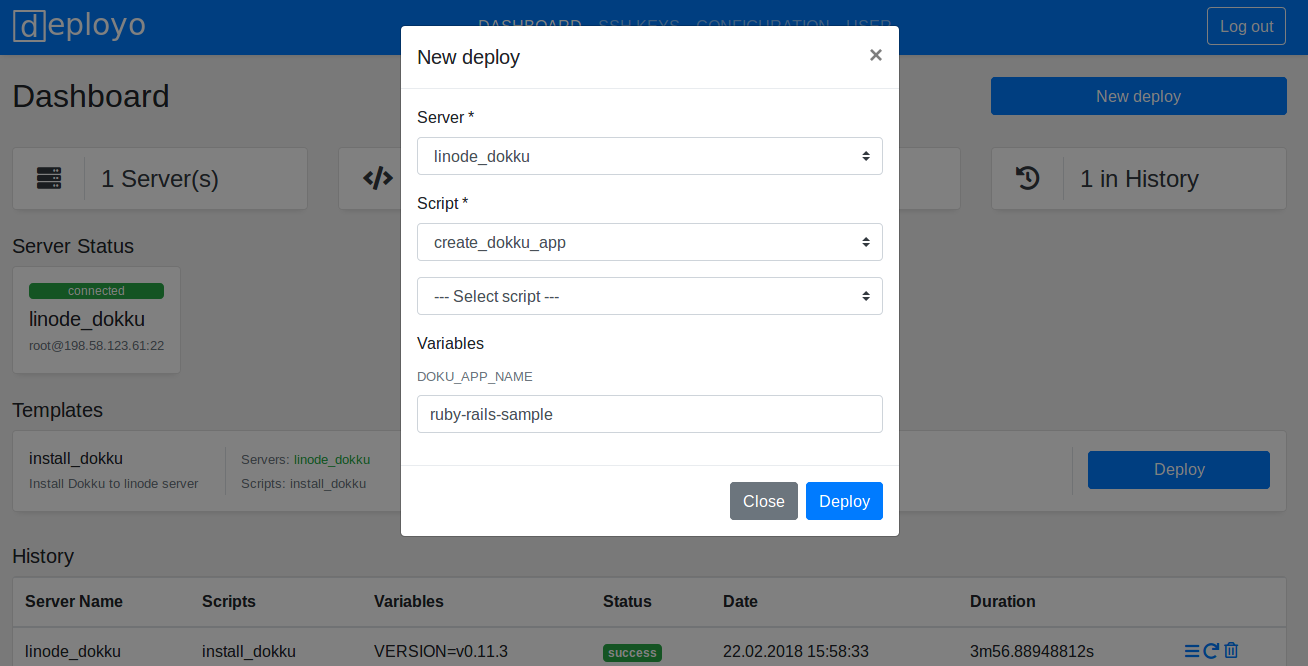 deployo
DASHBOARD SSH KEYS CONFIGURATION USER
Log out
Dashboard
New deploy
1 Server(s)
1 in History
Server Status
connected
linode_dokku
root@198.58.123.61:22
Templates
install_dokku
Install Dokku to linode server
Servers: linode_dokku
Scripts: install_dokku
Deploy
History
Server Name Scripts Variables Status Date Duration
linode_dokku install_dokku VERSION=v0.11.3 success 22.02.2018 15:58:33 3m56.88948812s
New deploy ×
Server *
linode_dokku
Script *
create_dokku_app
--- Select script ---
Variables
DOKU_APP_NAME
ruby-rails-sample
Close Deploy